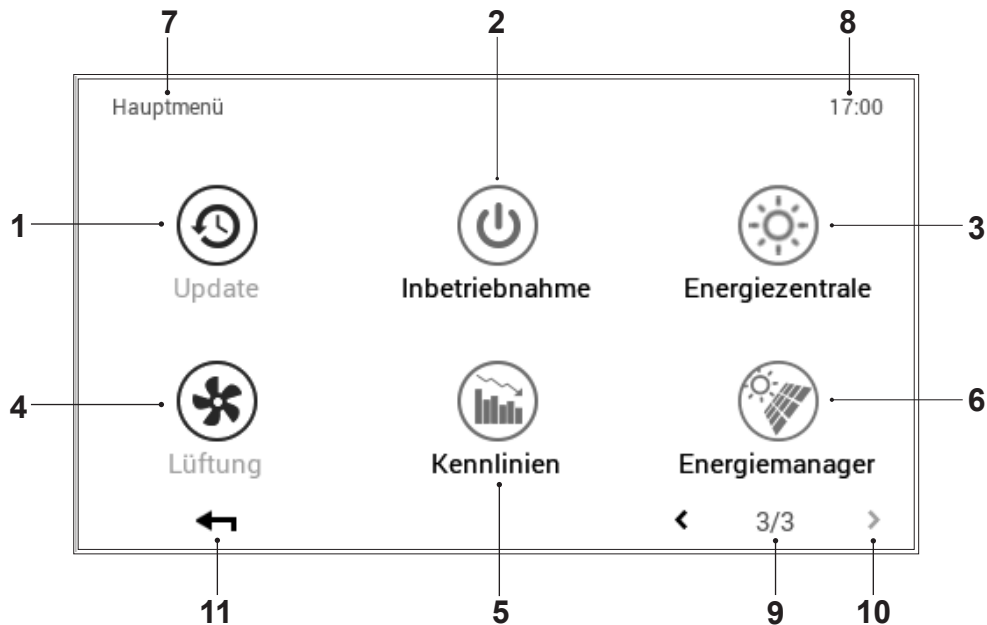 7 2 8
Hauptmenü 17:00
1 3
Update Inbetriebnahme Energiezentrale
4 6
Lüftung Kennlinien Energiemanager
3/3
11 5 9 10